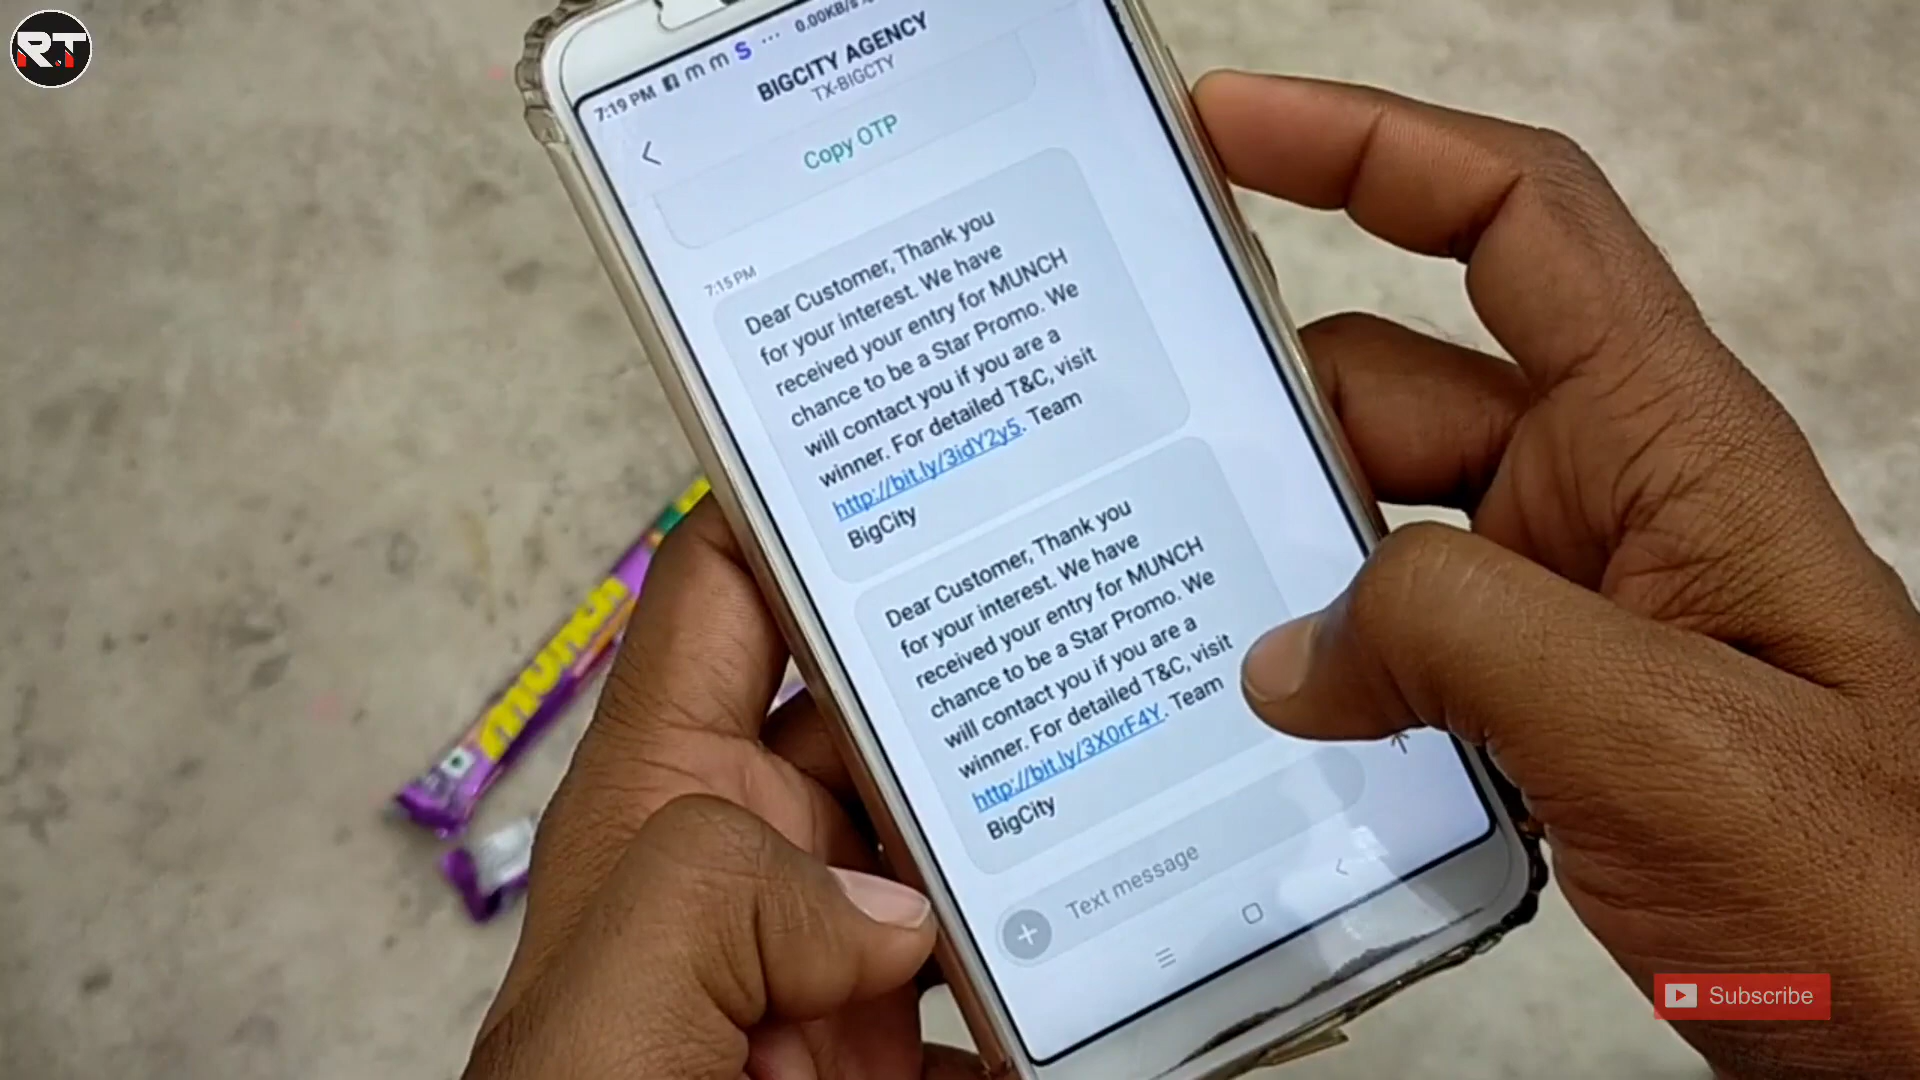 RT
7:19 PM
0.00KB/s
BIGCITY AGENCY
TX-BIGCTY
Copy OTP
7:15 PM
Dear Customer, Thank you
for your interest. We have
received your entry for MUNCH
chance to be a Star Promo. We
will contact you if you are a
winner. For detailed T&C, visit
http://bit.ly/3idY2y5. Team
BigCity
Dear Customer, Thank you
for your interest. We have
received your entry for MUNCH
chance to be a Star Promo. We
will contact you if you are a
winner. For detailed T&C, visit
http://bit.ly/3X0rF4Y. Team
BigCity
Text message
MUNCH
Subscribe